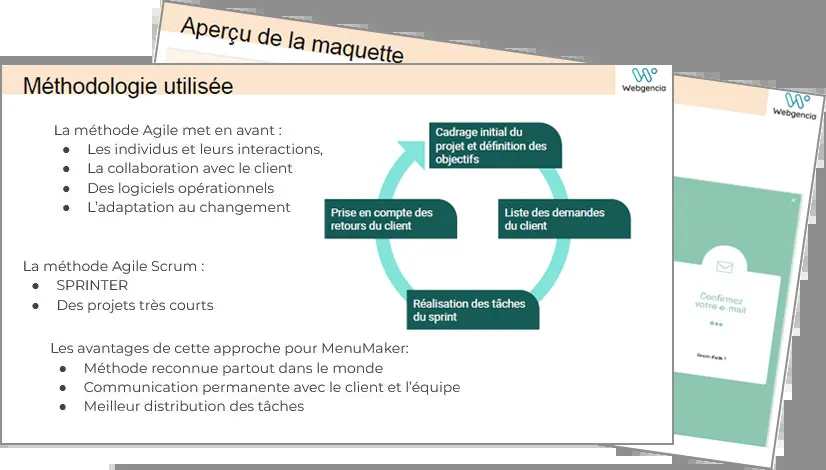 Aperçu de la maquette
Méthodologie utilisée
Webgencia
Webgencia
La méthode Agile met en avant :
● Les individus et leurs interactions,
● La collaboration avec le client
● Des logiciels opérationnels
● L’adaptation au changement
La méthode Agile Scrum :
● SPRINTER
● Des projets très courts
Les avantages de cette approche pour MenuMaker:
● Méthode reconnue partout dans le monde
● Communication permanente avec le client et l’équipe
● Meilleur distribution des tâches
Cadrage initial du
projet et définition des
objectifs
Liste des demandes
du client
Réalisation des tâches
du sprint
Prise en compte des
retours du client
Confirmez
votre e-mail
Besoin d'aide ?